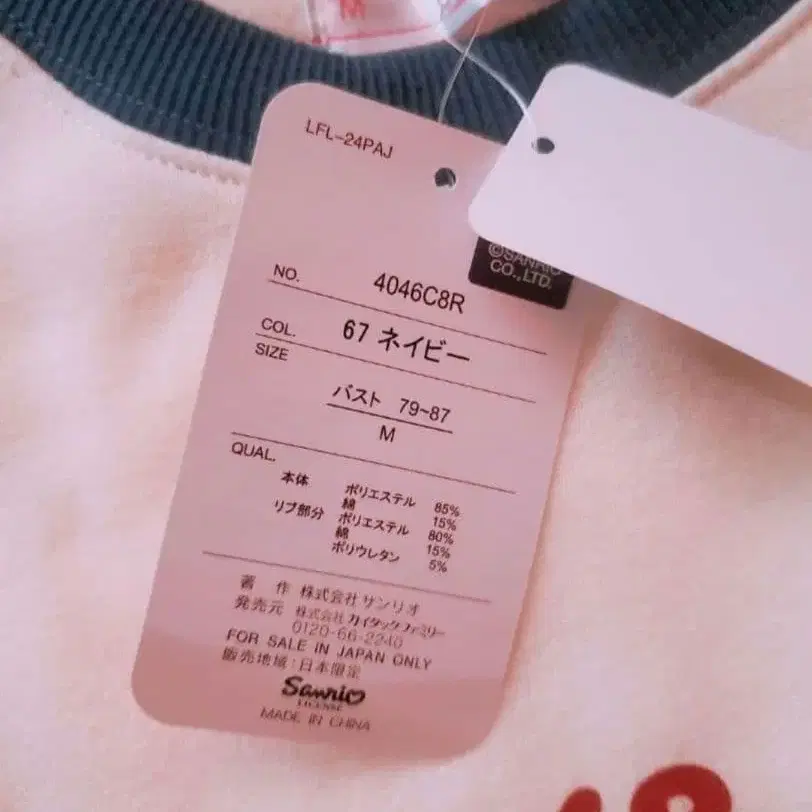 M
LFL-24PAJ
©SANRIO
CO.,LTD.
NO. 4046C8R
COL. 67 ネイビー
SIZE
バスト 79~87
M
QUAL.
本体 ポリエステル 85%
綿 15%
リブ部分 ポリエステル 80%
綿 15%
ポリウレタン 5%
著 作 株式会社 サンリオ
発売元 株式会社 カイタックファミリー
0120-66-2240
FOR SALE IN JAPAN ONLY
販売地域:日本限定
Sanrio
LICENSE
MADE IN CHINA